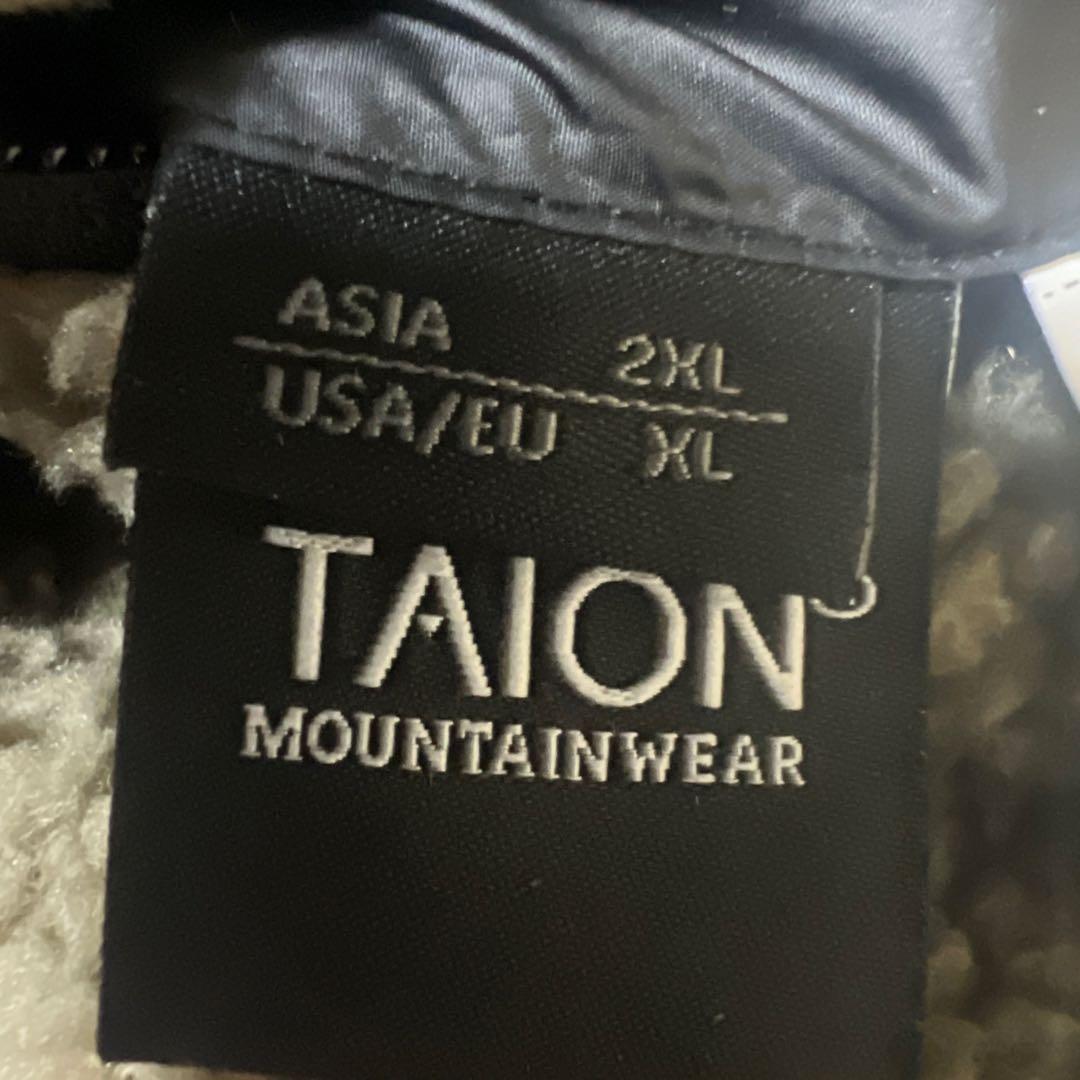 ASIA 2XL
USA/EU XL
TAION
MOUNTAINWEAR